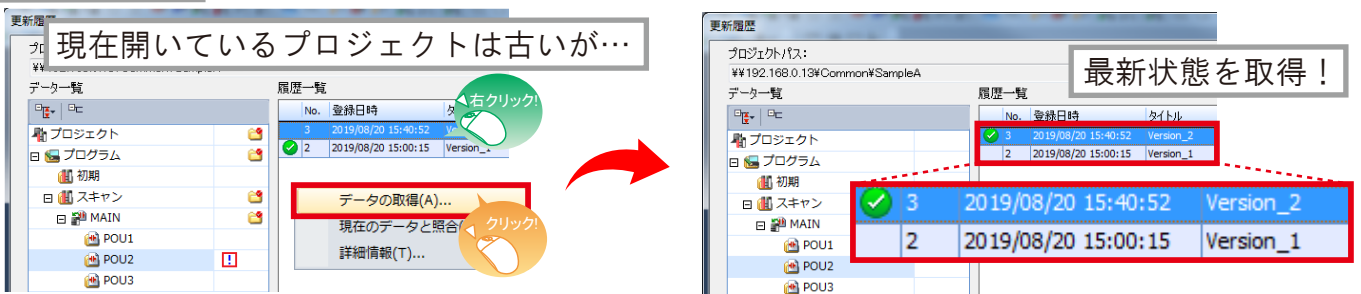 更新履歴
現在開いているプロジェクトは古いが…
データ一覧
履歴一覧
No. 登録日時
3 2019/08/20 15:40:52
2 2019/08/20 15:00:15 Version_1
右クリック!
プロジェクト
プログラム
初期
スキャン
MAIN
POU1
POU2
POU3
データの取得(A)...
現在のデータと照合
詳細情報(T)...
クリック!
更新履歴
プロジェクトパス:
¥¥192.168.0.13¥Common¥SampleA
最新状態を取得！
データ一覧
履歴一覧
No. 登録日時 タイトル
3 2019/08/20 15:40:52 Version_2
2 2019/08/20 15:00:15 Version_1
プロジェクト
プログラム
初期
スキャン
MAIN
POU1
POU2
POU3
3 2019/08/20 15:40:52 Version_2
2 2019/08/20 15:00:15 Version_1